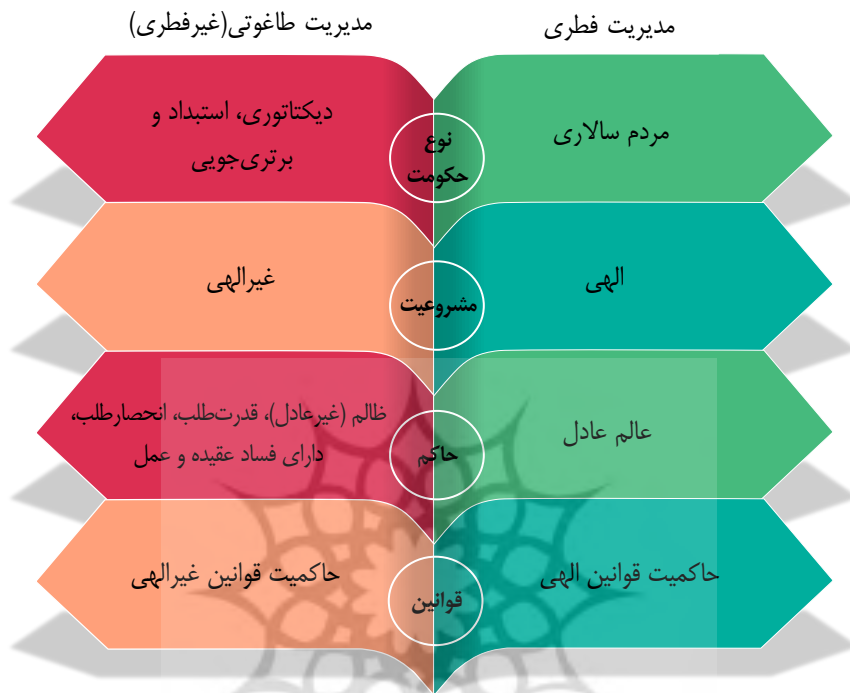 مدیریت فطری
مدیریت طاغوتی(غیرفطری)
مردم سالاری
نوع
حکومت
دیکتاتوری، استبداد و
برتری‌جویی
الهی
مشروعیت
غیرالهی
عالم عادل
حاکم
ظالم (غیرعادل)، قدرت‌طلب، انحصارطلب،
دارای فساد عقیده و عمل
حاکمیت قوانین الهی
قوانین
حاکمیت قوانین غیرالهی